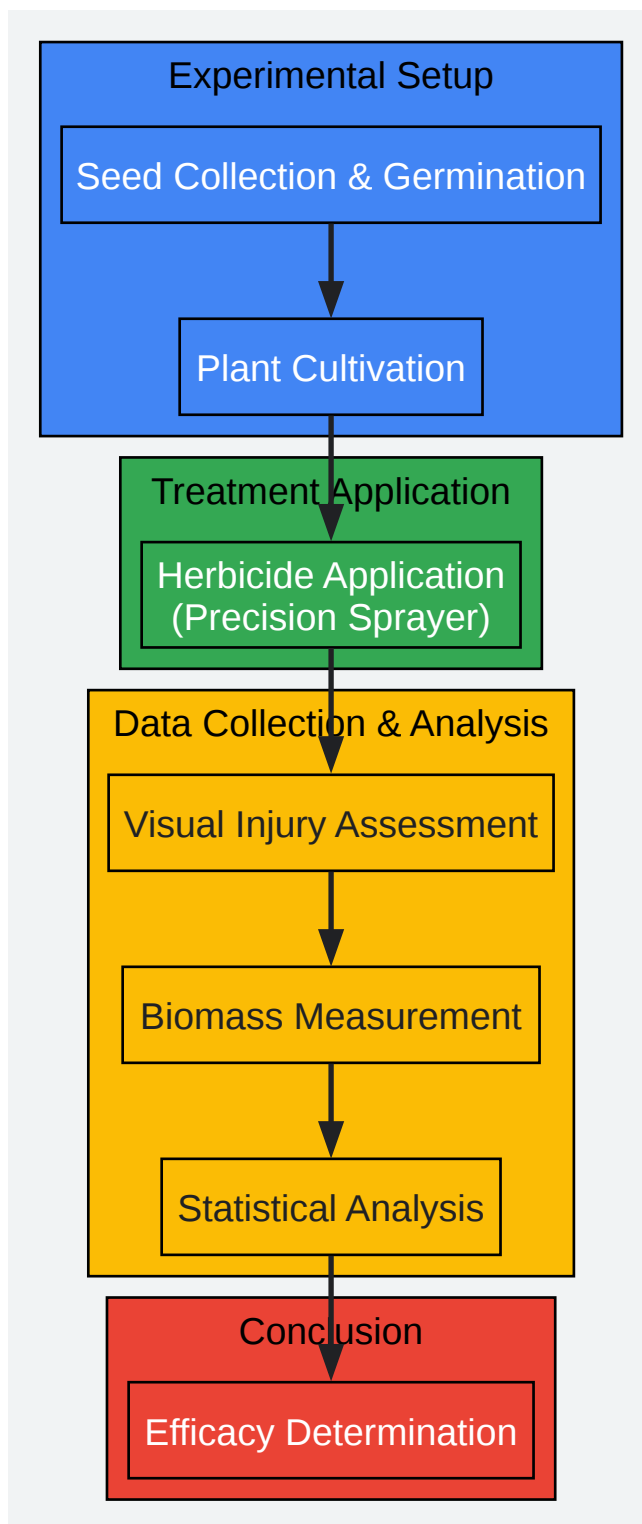 Experimental Setup
Seed Collection & Germination
Plant Cultivation
Treatment Application
Herbicide Application
(Precision Sprayer)
Data Collection & Analysis
Visual Injury Assessment
Biomass Measurement
Statistical Analysis
Conclusion
Efficacy Determination